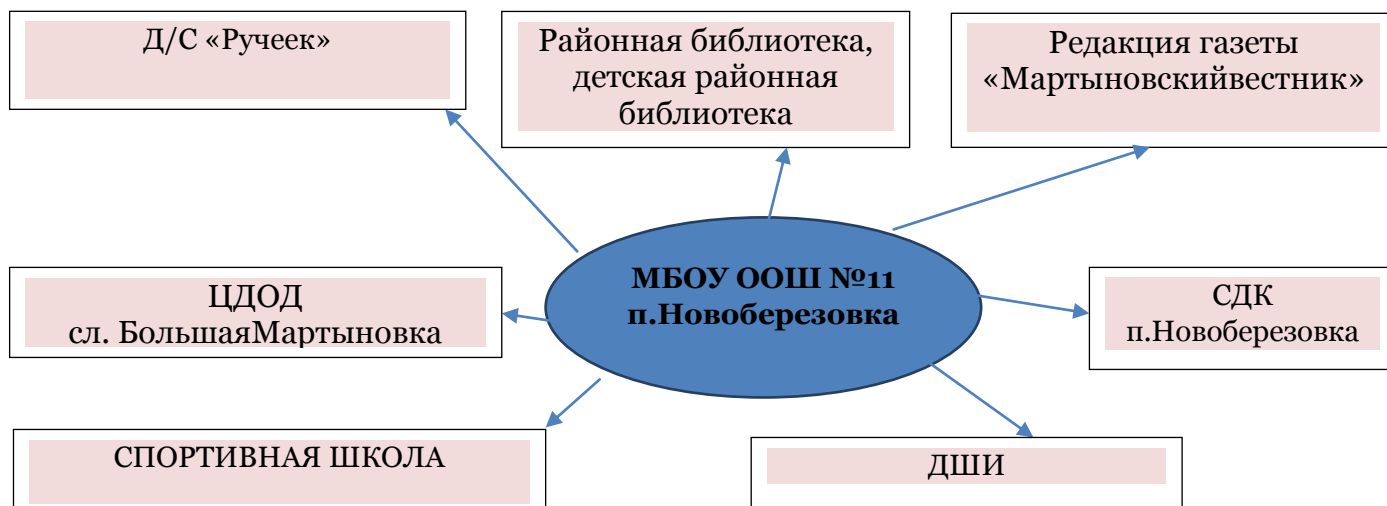 Д/С «Ручеек»
Районная библиотека,
детская районная
библиотека
Редакция газеты
«Мартыновскийвестник»
МБОУ ООШ №11
п.Новоберезовка
ЦДОД
сл. БольшаяМартыновка
СДК
п.Новоберезовка
СПОРТИВНАЯ ШКОЛА
ДШИ